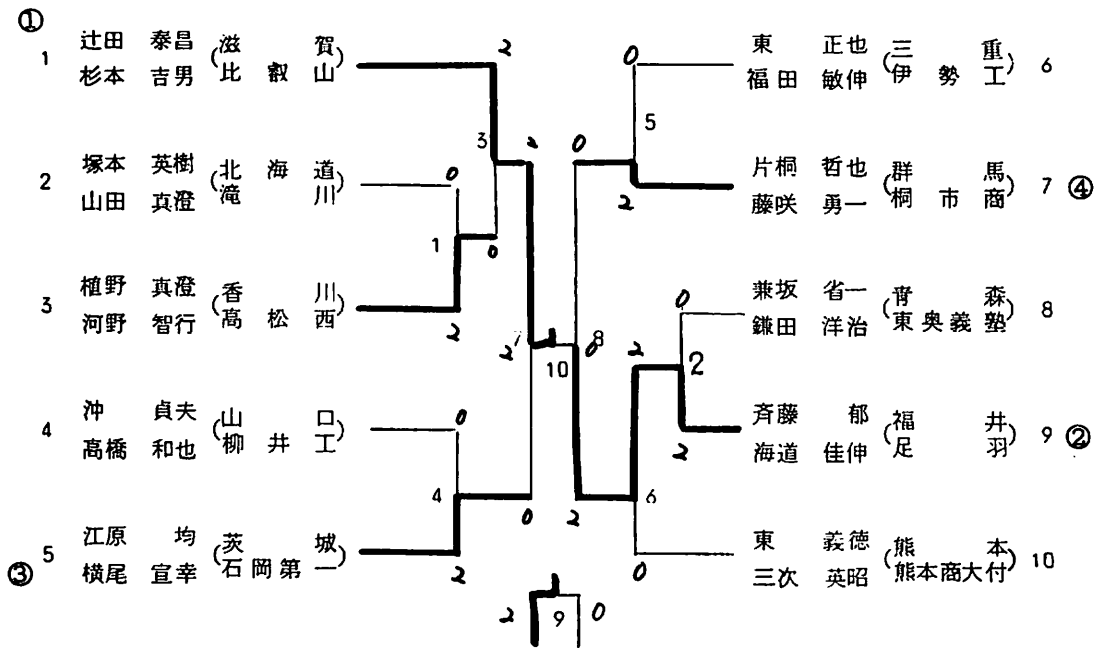 ①
1 辻田 泰昌 (滋賀
杉本 吉男 比叡山)
2 塚本 英樹 (北海道
山田 真澄 滝川)
3 植野 真澄 (香川
河野 智行 高松西)
4 沖 貞夫 (山口
高橋 和也 柳井工)
5 江原 均 (茨城
③ 横尾 宣幸 石岡第一)
2
3
2
0
1
0
2
7
2
0
4
0
2
10
2 9 0
0
5
0
2
8
0
0
2
2
2
6
2
0
東 正也 (三重
福田 敏伸 伊勢工) 6
片桐 哲也 (群馬
藤咲 勇一 桐市商) 7 ④
兼坂 省一 (青森
鎌田 洋治 東奥義塾) 8
斉藤 郁 (福井
海道 佳伸 足羽) 9 ②
東 義徳 (熊本
三次 英昭 熊本商大付) 10